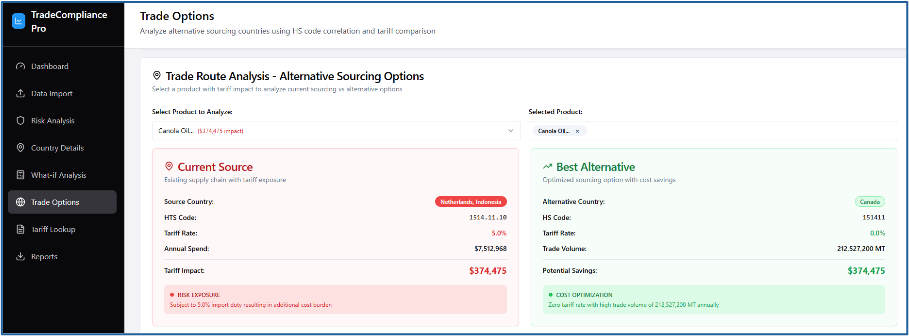 TradeCompliance
Pro
Dashboard
Data Import
Risk Analysis
Country Details
What-if Analysis
Trade Options
Tariff Lookup
Reports
Trade Options
Analyze alternative sourcing countries using HS code correlation and tariff comparison
Trade Route Analysis - Alternative Sourcing Options
Select a product with tariff impact to analyze current sourcing vs alternative options
Select Product to Analyze:
Canola Oil... ($374,475 impact)
Selected Product:
Canola Oil... ×
Current Source
Existing supply chain with tariff exposure
Source Country: Netherlands, Indonesia
HTS Code: 1514.11.10
Tariff Rate: 5.0%
Annual Spend: $7,512,968
Tariff Impact: $374,475
RISK EXPOSURE
Subject to 5.0% import duty resulting in additional cost burden
Best Alternative
Optimized sourcing option with cost savings
Alternative Country: Canada
HS Code: 151411
Tariff Rate: 0.0%
Trade Volume: 212,527,200 MT
Potential Savings: $374,475
COST OPTIMIZATION
Zero tariff rate with high trade volume of 212,527,200 MT annually